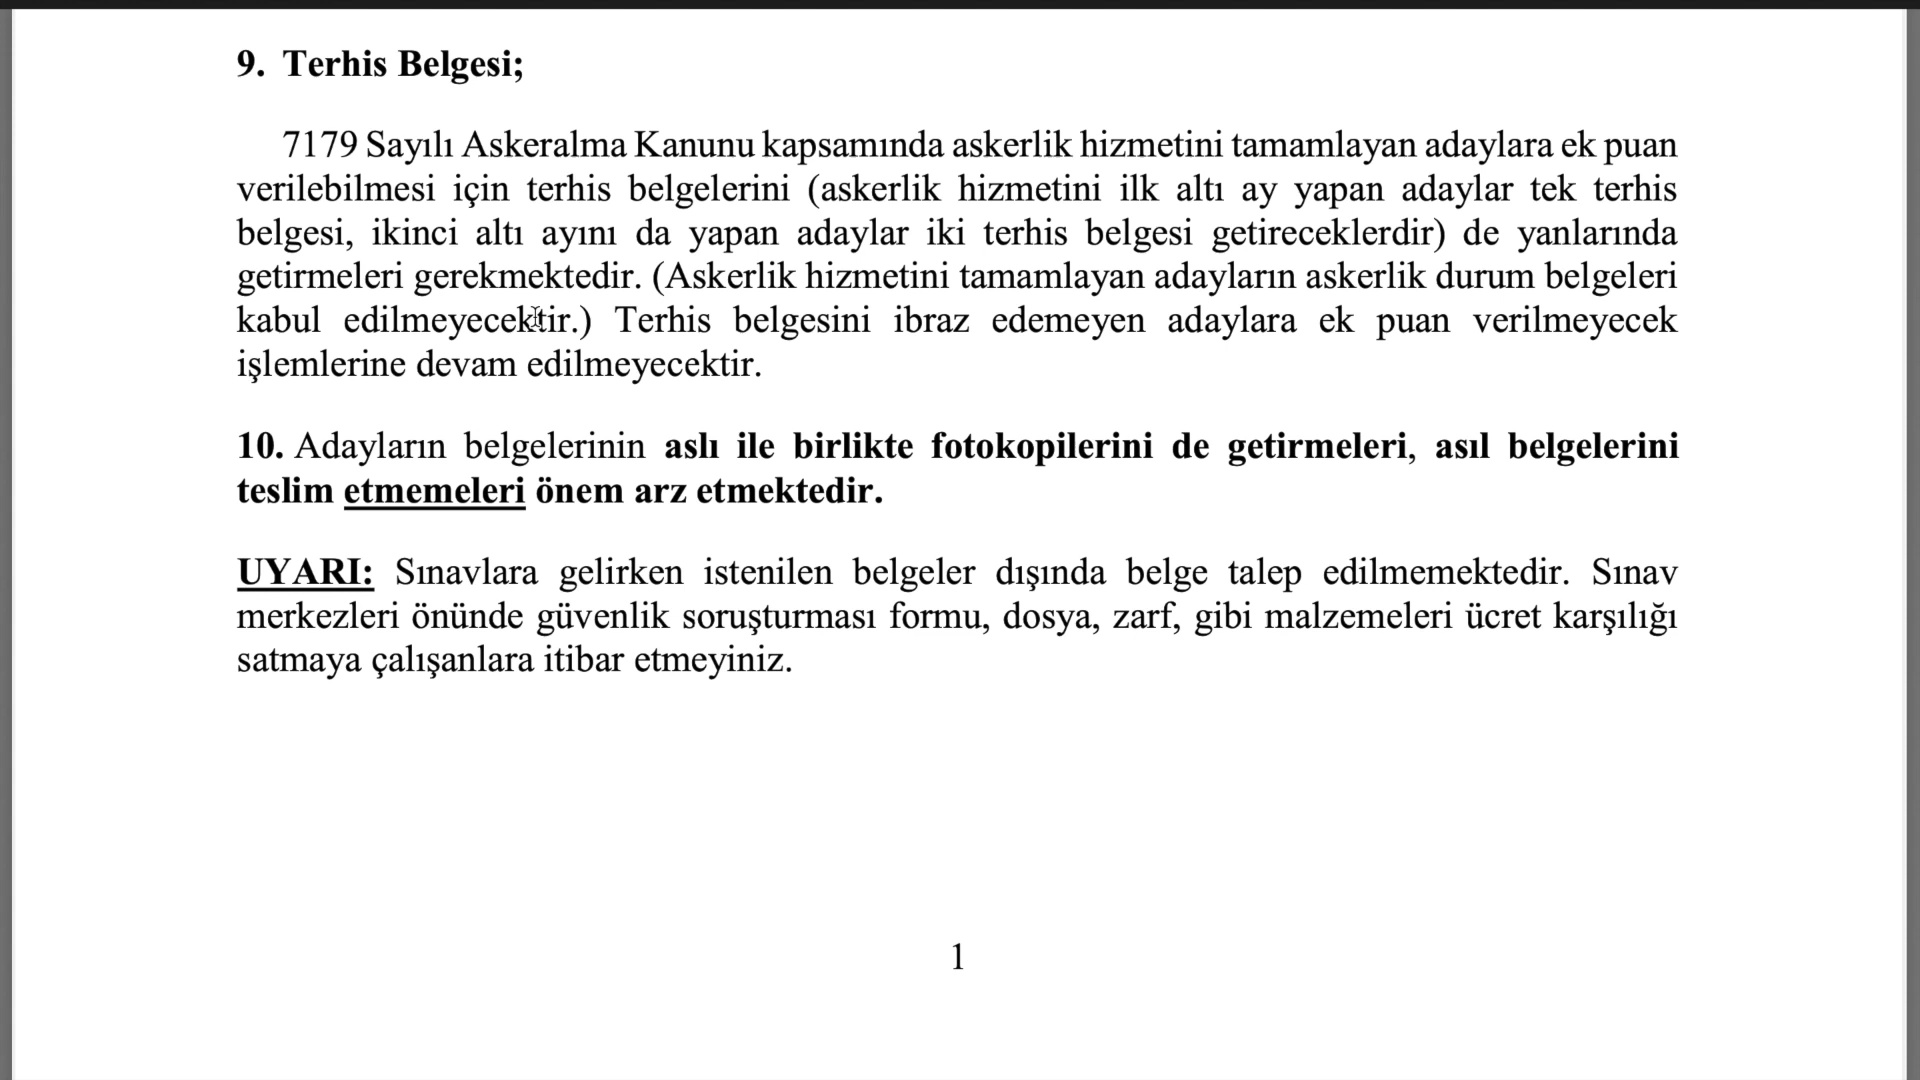 9. Terhis Belgesi;
7179 Sayılı Askeralma Kanunu kapsamında askerlik hizmetini tamamlayan adaylara ek puan
verilebilmesi için terhis belgelerini (askerlik hizmetini ilk altı ay yapan adaylar tek terhis
belgesi, ikinci altı ayını da yapan adaylar iki terhis belgesi getireceklerdir) de yanlarında
getirmeleri gerekmektedir. (Askerlik hizmetini tamamlayan adayların askerlik durum belgeleri
kabul edilmeyecektir.) Terhis belgesini ibraz edemeyen adaylara ek puan verilmeyecek
işlemlerine devam edilmeyecektir.
10. Adayların belgelerinin aslı ile birlikte fotokopilerini de getirmeleri, asıl belgelerini
teslim etmemeleri önem arz etmektedir.
UYARI: Sınavlara gelirken istenilen belgeler dışında belge talep edilmemektedir. Sınav
merkezleri önünde güvenlik soruşturması formu, dosya, zarf, gibi malzemeleri ücret karşılığı
satmaya çalışanlara itibar etmeyiniz.
1